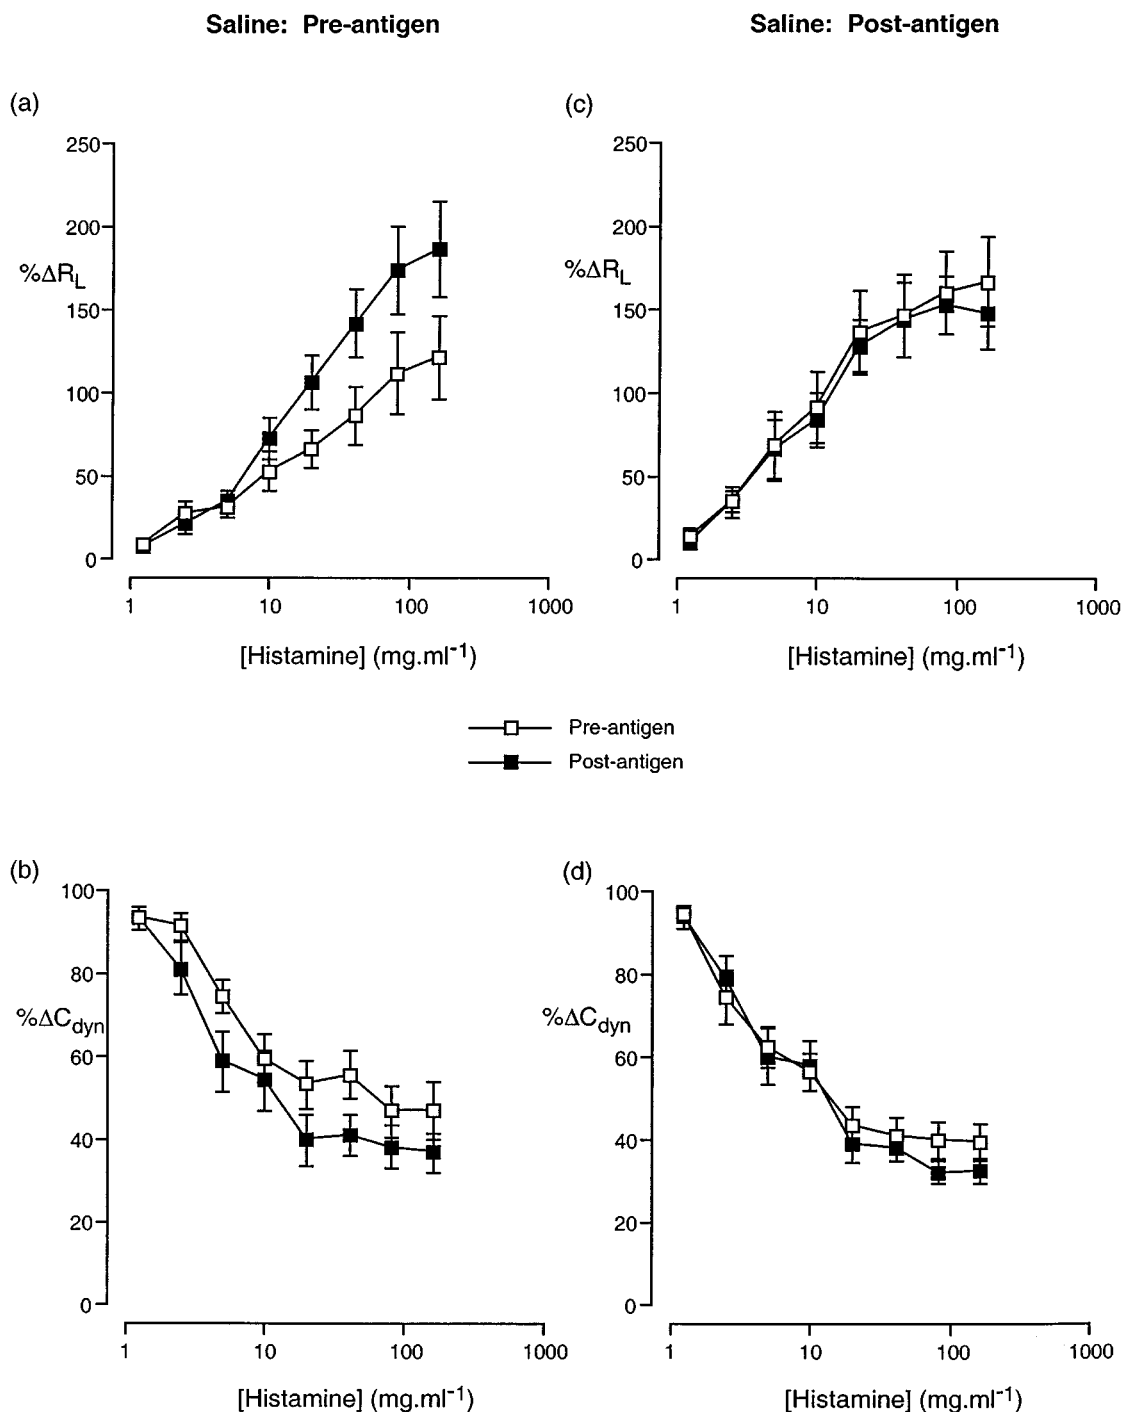 Saline: Pre-antigen
Saline: Post-antigen
(a)
250
200
%ΔR_L
150
100
50
0
1 10 100 1000
[Histamine] (mg.ml⁻¹)
(c)
250
200
%ΔR_L
150
100
50
0
1 10 100 1000
[Histamine] (mg.ml⁻¹)
Pre-antigen
Post-antigen
(b)
100
80
%ΔC_dyn
60
40
20
0
1 10 100 1000
[Histamine] (mg.ml⁻¹)
(d)
100
80
%ΔC_dyn
60
40
20
0
1 10 100 1000
[Histamine] (mg.ml⁻¹)